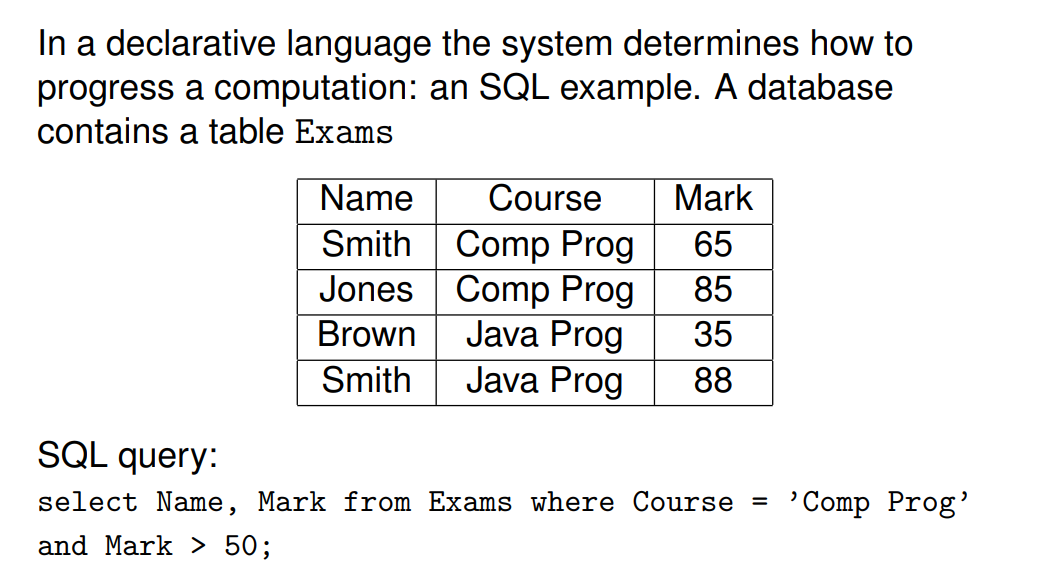 In a declarative language the system determines how to
progress a computation: an SQL example. A database
contains a table Exams
Name Course Mark
Smith Comp Prog 65
Jones Comp Prog 85
Brown Java Prog 35
Smith Java Prog 88
SQL query:
select Name, Mark from Exams where Course = ’Comp Prog’
and Mark > 50;